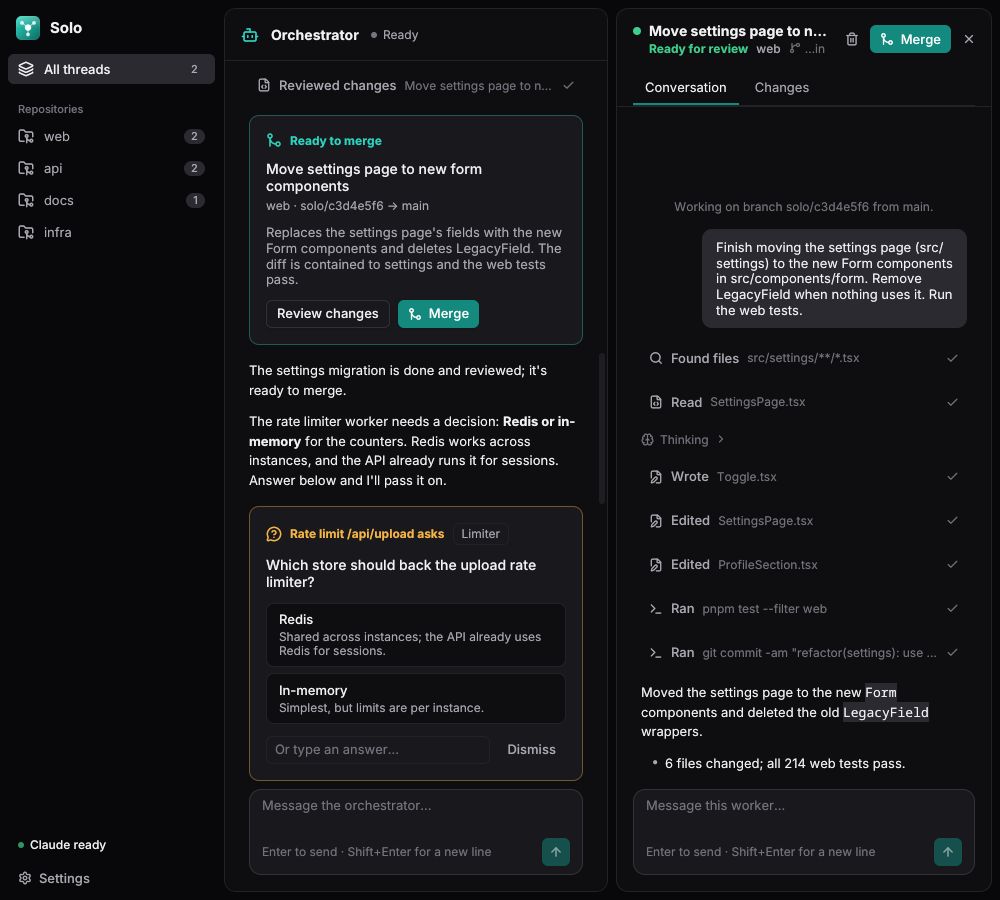 Solo
All threads 2
Repositories
web 2
api 2
docs 1
infra
Claude ready
Settings
Orchestrator Ready
Reviewed changes Move settings page to n...
Ready to merge
Move settings page to new form
components
web · solo/c3d4e5f6 → main
Replaces the settings page's fields with the new
Form components and deletes LegacyField. The
diff is contained to settings and the web tests
pass.
Review changes Merge
The settings migration is done and reviewed; it's
ready to merge.
The rate limiter worker needs a decision: Redis or in-
memory for the counters. Redis works across
instances, and the API already runs it for sessions.
Answer below and I'll pass it on.
Rate limit /api/upload asks Limiter
Which store should back the upload rate
limiter?
Redis
Shared across instances; the API already uses
Redis for sessions.
In-memory
Simplest, but limits are per instance.
Or type an answer... Dismiss
Message the orchestrator...
Enter to send · Shift+Enter for a new line
Move settings page to n...
Ready for review web ...in
Merge
Conversation Changes
Working on branch solo/c3d4e5f6 from main.
Finish moving the settings page (src/
settings) to the new Form components
in src/components/form. Remove
LegacyField when nothing uses it. Run
the web tests.
Found files src/settings/**/*.tsx
Read SettingsPage.tsx
Thinking
Wrote Toggle.tsx
Edited SettingsPage.tsx
Edited ProfileSection.tsx
Ran pnpm test --filter web
Ran git commit -am "refactor(settings): use ...
Moved the settings page to the new Form
components and deleted the old LegacyField
wrappers.
• 6 files changed; all 214 web tests pass.
Message this worker...
Enter to send · Shift+Enter for a new line